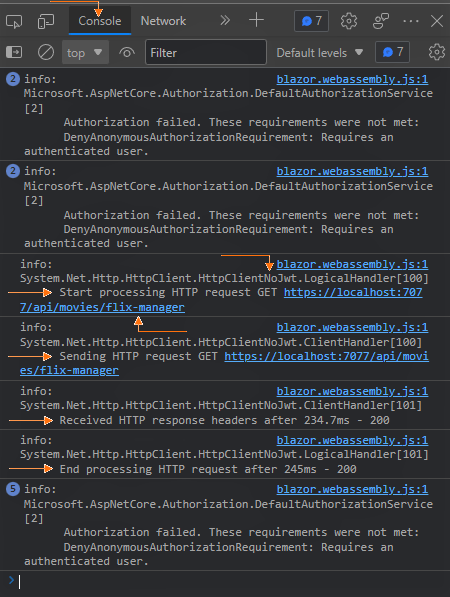 Console Network » + 7
top Filter Default levels 7
2 info: blazor.webassembly.js:1
Microsoft.AspNetCore.Authorization.DefaultAuthorizationService
[2]
Authorization failed. These requirements were not met:
DenyAnonymousAuthorizationRequirement: Requires an
authenticated user.
2 info: blazor.webassembly.js:1
Microsoft.AspNetCore.Authorization.DefaultAuthorizationService
[2]
Authorization failed. These requirements were not met:
DenyAnonymousAuthorizationRequirement: Requires an
authenticated user.
info: blazor.webassembly.js:1
System.Net.Http.HttpClient.HttpClientNoJwt.LogicalHandler[100]
Start processing HTTP request GET https://localhost:707
7/api/movies/flix-manager
info: blazor.webassembly.js:1
System.Net.Http.HttpClient.HttpClientNoJwt.ClientHandler[100]
Sending HTTP request GET https://localhost:7077/api/movi
es/flix-manager
info: blazor.webassembly.js:1
System.Net.Http.HttpClient.HttpClientNoJwt.ClientHandler[101]
Received HTTP response headers after 234.7ms - 200
info: blazor.webassembly.js:1
System.Net.Http.HttpClient.HttpClientNoJwt.LogicalHandler[101]
End processing HTTP request after 245ms - 200
5 info: blazor.webassembly.js:1
Microsoft.AspNetCore.Authorization.DefaultAuthorizationService
[2]
Authorization failed. These requirements were not met:
DenyAnonymousAuthorizationRequirement: Requires an
authenticated user.